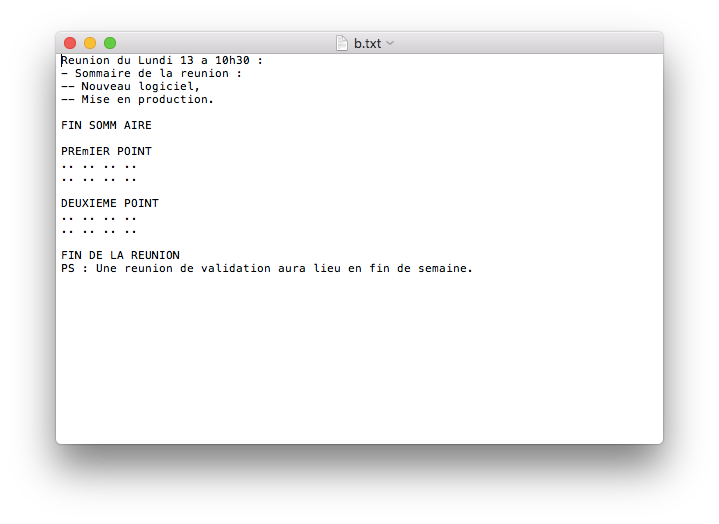 b.txt
Reunion du Lundi 13 a 10h30 :
- Sommaire de la reunion :
-- Nouveau logiciel,
-- Mise en production.
FIN SOMM AIRE
PREmIER POINT
.. .. .. ..
.. .. .. ..
DEUXIEME POINT
.. .. .. ..
.. .. .. ..
FIN DE LA REUNION
PS : Une reunion de validation aura lieu en fin de semaine.